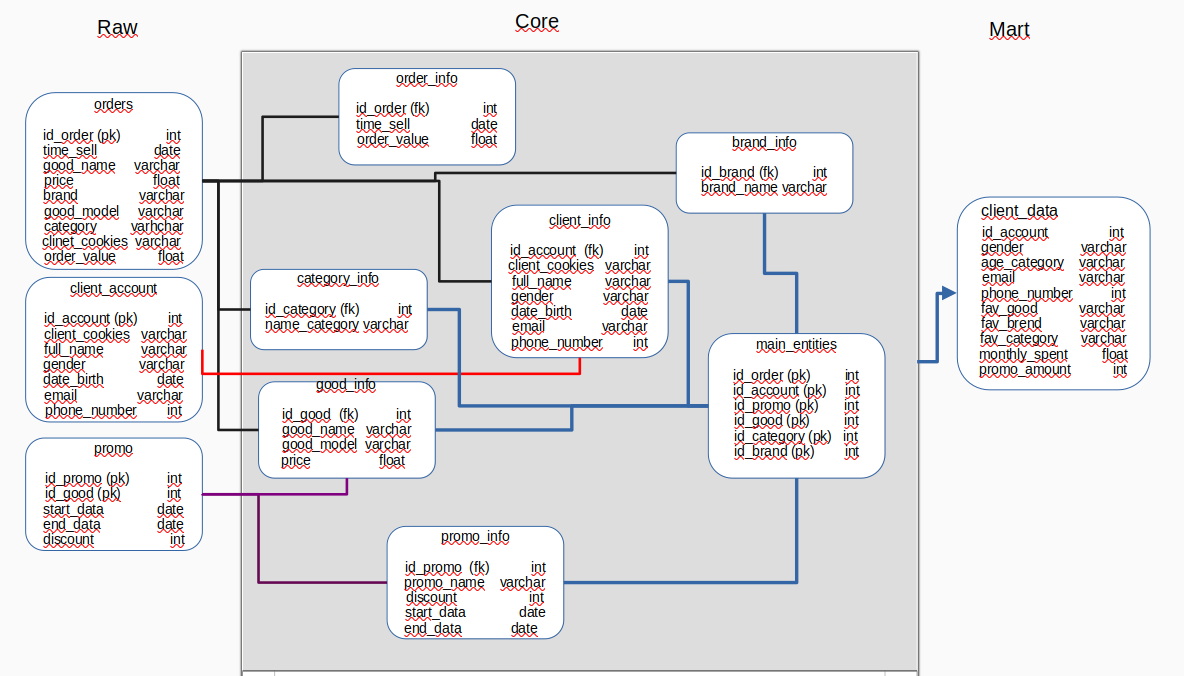 Raw
Core
Mart
orders
id_order (pk) int
time_sell date
good_name varchar
price float
brand varchar
good_model varchar
category varhchar
clinet_cookies varchar
order_value float
client_account
id_account (pk) int
client_cookies varchar
full_name varchar
gender varchar
date_birth date
email varchar
phone_number int
promo
id_promo (pk) int
id_good (pk) int
start_data date
end_data date
discount int
order_info
id_order (fk) int
time_sell date
order_value float
brand_info
id_brand (fk) int
brand_name varchar
client_info
id_account (fk) int
client_cookies varchar
full_name varchar
gender varchar
date_birth date
email varchar
phone_number int
category_info
id_category (fk) int
name_category varchar
good_info
id_good (fk) int
good_name varchar
good_model varchar
price float
main_entities
id_order (pk) int
id_account (pk) int
id_promo (pk) int
id_good (pk) int
id_category (pk) int
id_brand (pk) int
promo_info
id_promo (fk) int
promo_name varchar
discount int
start_data date
end_data date
client_data
id_account int
gender varchar
age_category varchar
email varchar
phone_number int
fav_good varchar
fav_brend varchar
fav_category varchar
monthly_spent float
promo_amount int